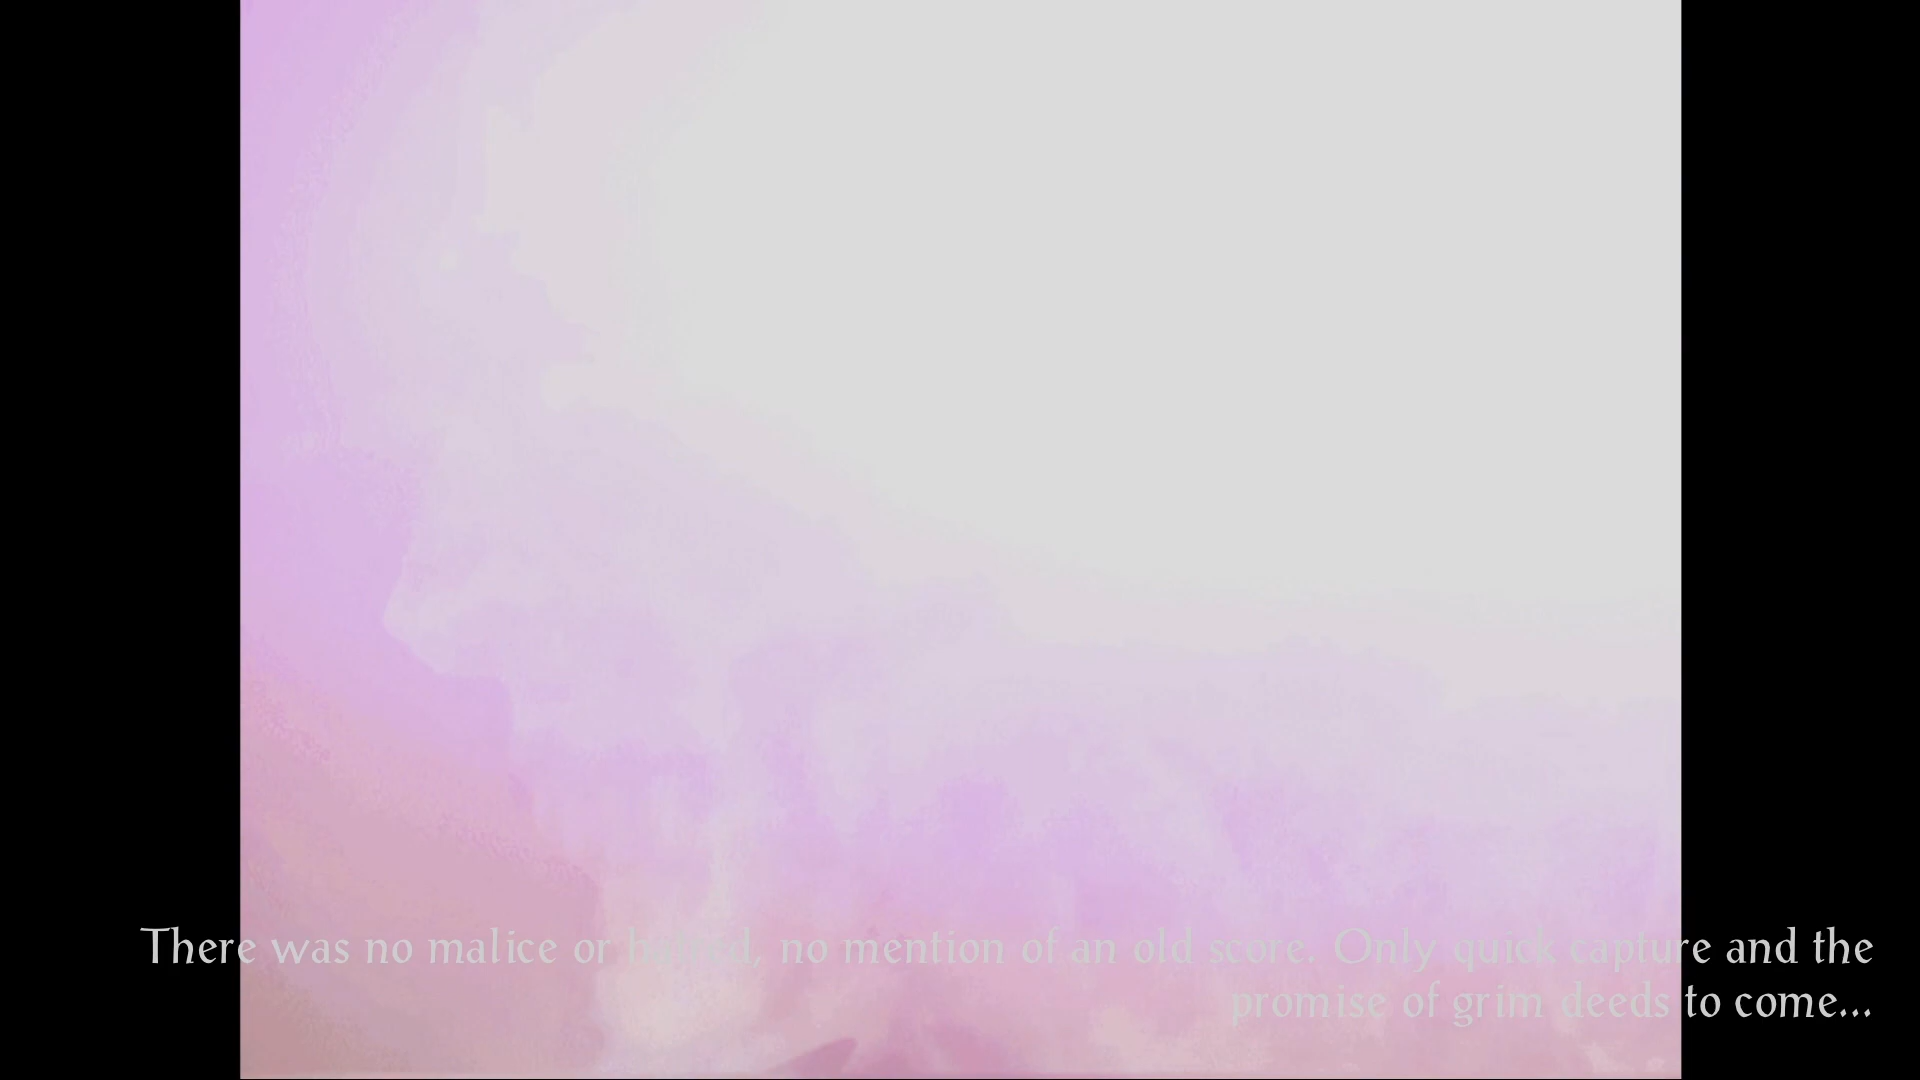 There was no malice or hatred, no mention of an old score. Only quick capture and the
promise of grim deeds to come...